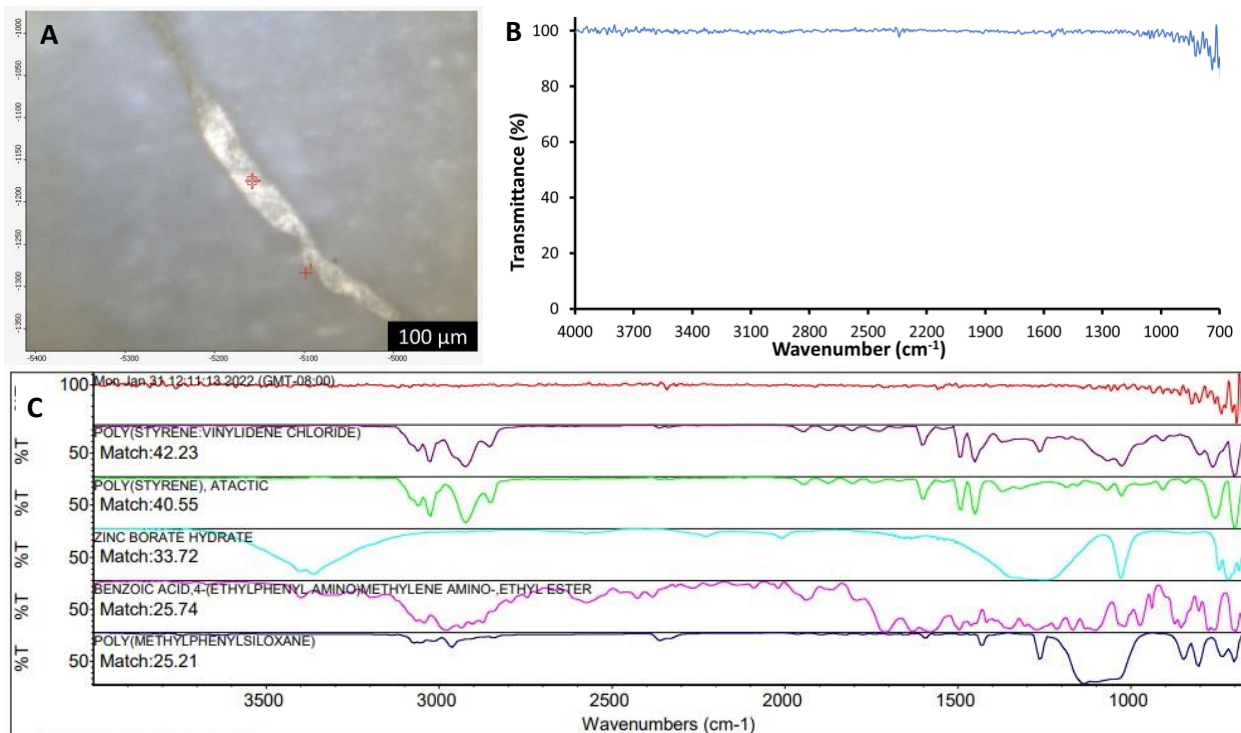 A
-1000
-1050
-1100
-1150
-1200
-1250
-1300
-1350
1
100 µm
-5400
-5300
-5200
-5100
-5000
B
Transmittance (%)
100
80
60
40
20
0
4000 3700 3400 3100 2800 2500 2200 1900 1600 1300 1000 700
Wavenumber (cm-1)
C
100 Mon Jan 31 12:11:13 2022 (GMT-08:00)
%T 50 POLY(STYRENE:VINYLIDENE CHLORIDE)
Match:42.23
%T 50 POLY(STYRENE), ATACTIC
Match:40.55
%T 50 ZINC BORATE HYDRATE
Match:33.72
%T 50 BENZOIC ACID,4-(ETHYLPHENYL AMINO)METHYLENE AMINO-,ETHYL ESTER
Match:25.74
%T 50 POLY(METHYLPHENYLSILOXANE)
Match:25.21
3500 3000 2500 2000 1500 1000
Wavenumbers (cm-1)